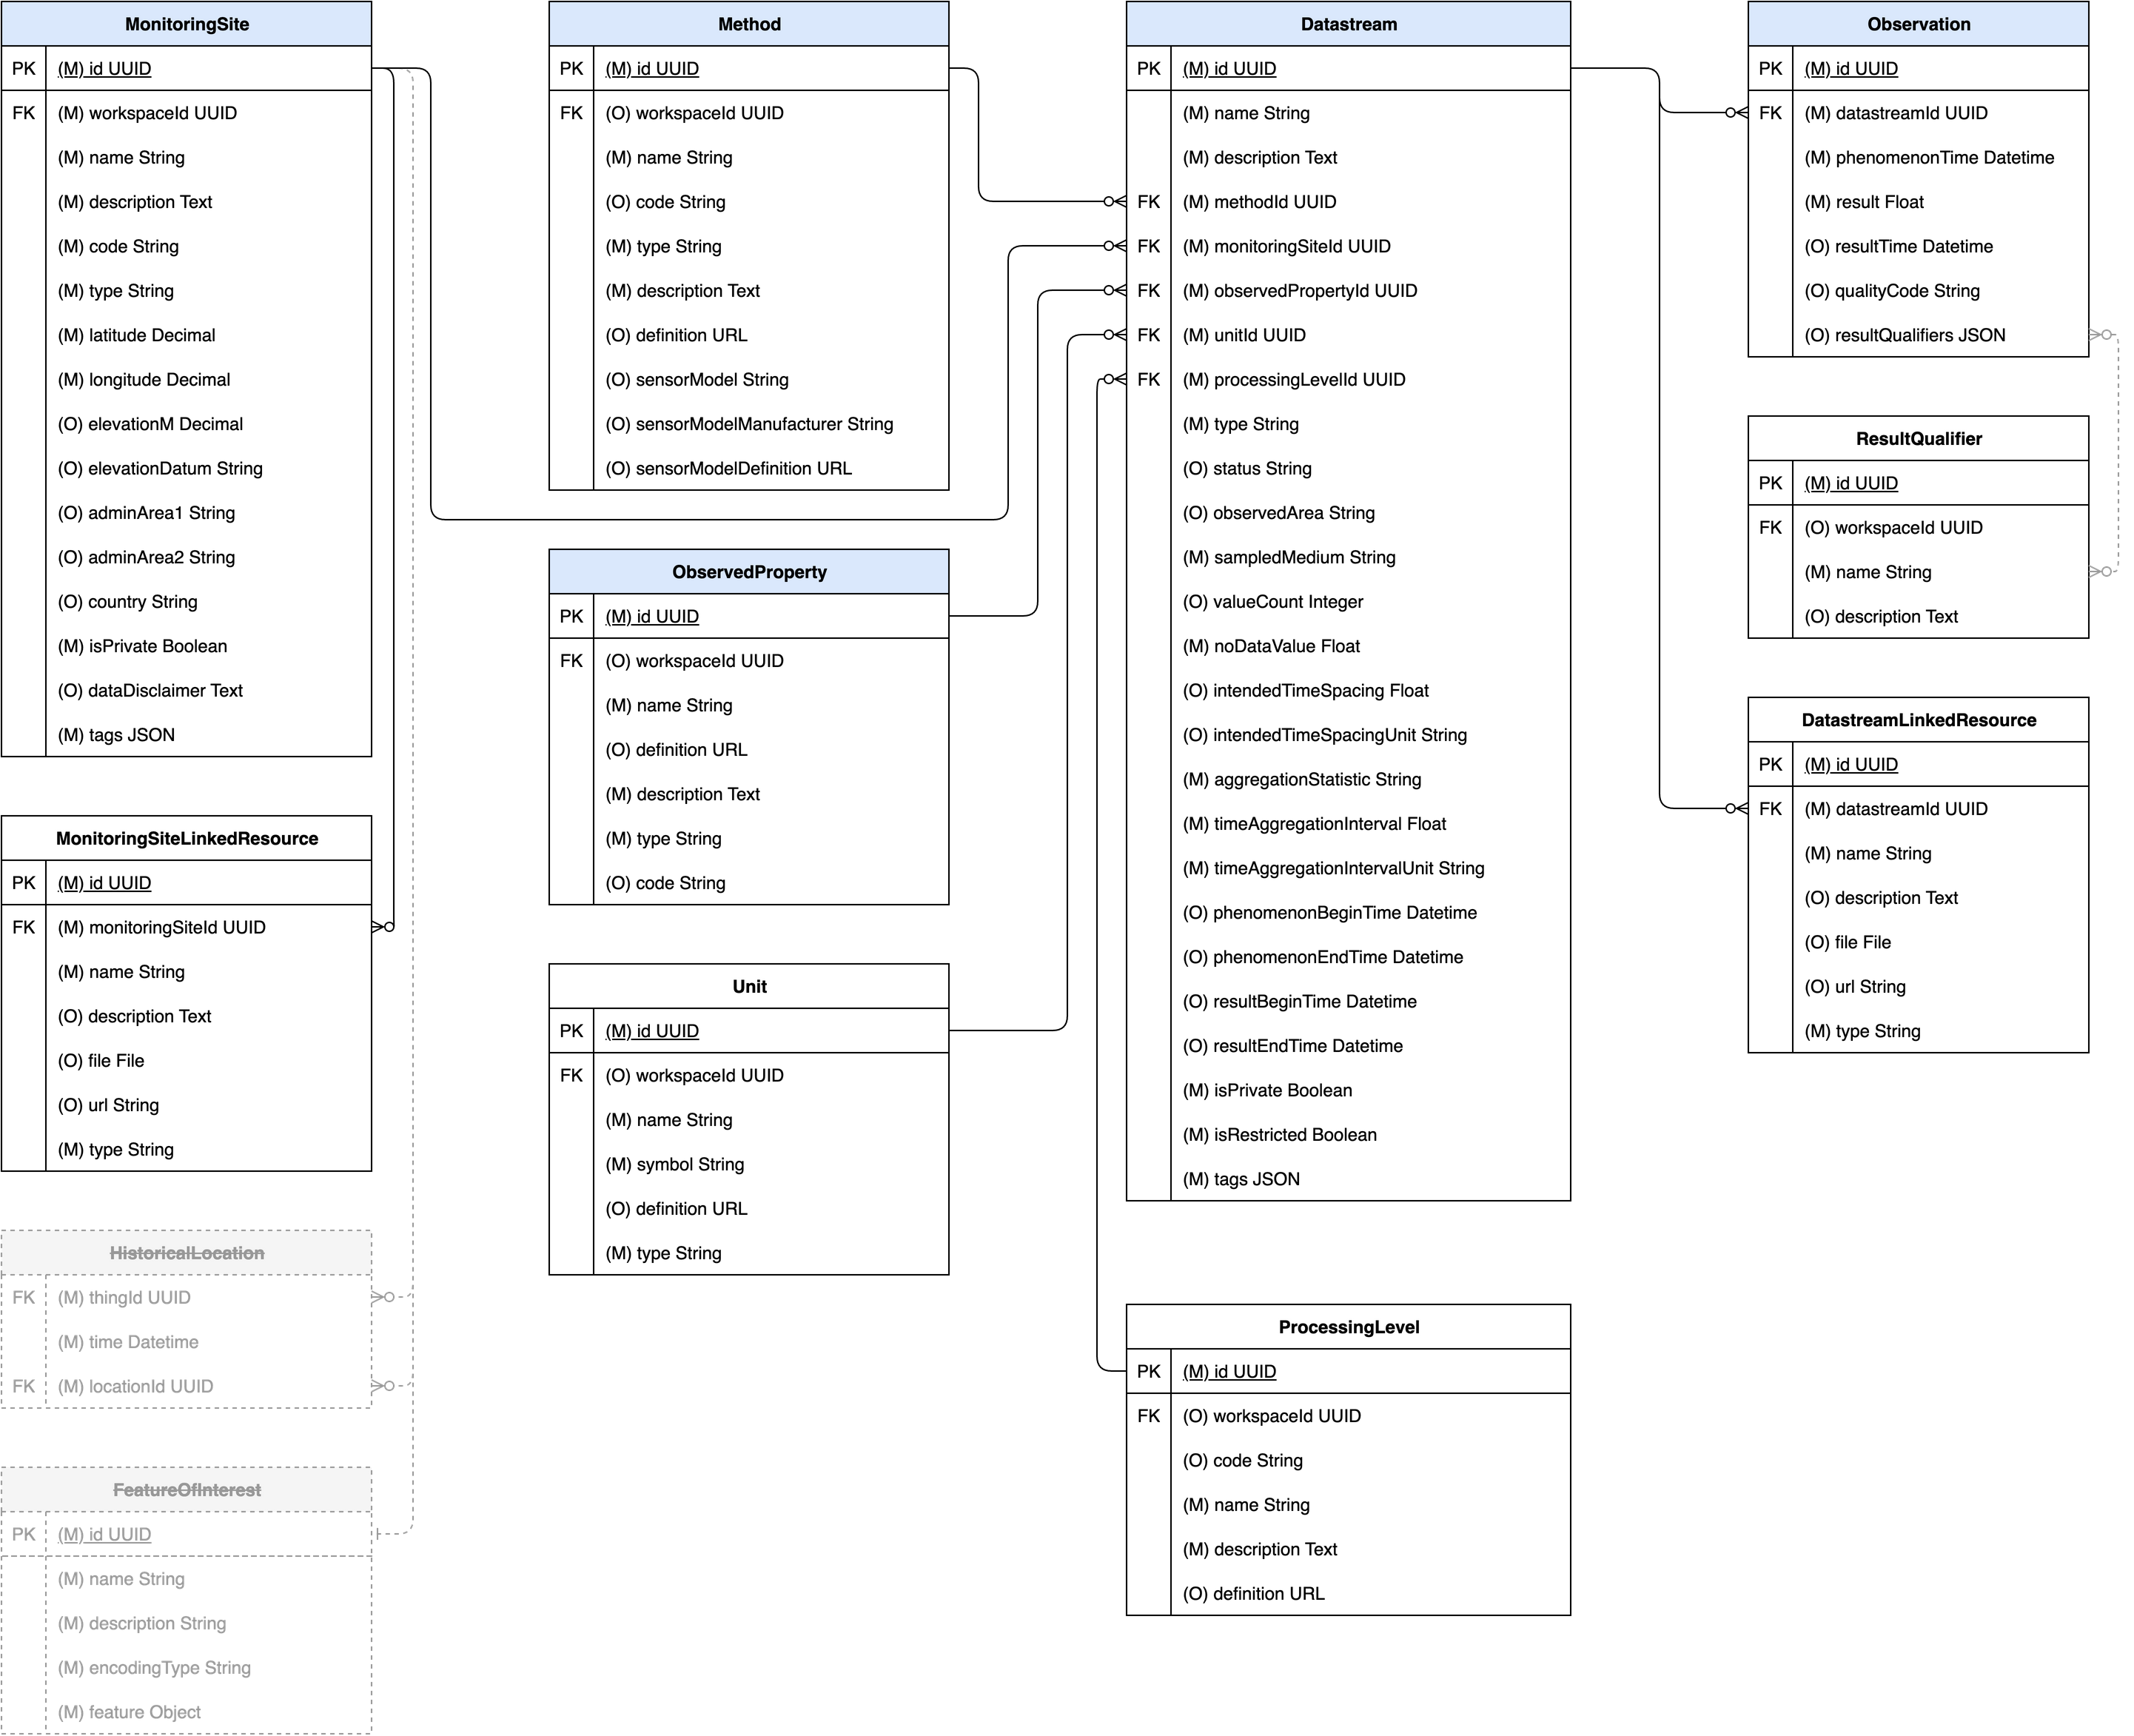 MonitoringSite
PK (M) id UUID
FK (M) workspaceId UUID
(M) name String
(M) description Text
(M) code String
(M) type String
(M) latitude Decimal
(M) longitude Decimal
(O) elevationM Decimal
(O) elevationDatum String
(O) adminArea1 String
(O) adminArea2 String
(O) country String
(M) isPrivate Boolean
(O) dataDisclaimer Text
(M) tags JSON
MonitoringSiteLinkedResource
PK (M) id UUID
FK (M) monitoringSiteId UUID
(M) name String
(O) description Text
(O) file File
(O) url String
(M) type String
HistoricalLocation
FK (M) thingId UUID
(M) time Datetime
FK (M) locationId UUID
FeatureOfInterest
PK (M) id UUID
(M) name String
(M) description String
(M) encodingType String
(M) feature Object
Method
PK (M) id UUID
FK (O) workspaceId UUID
(M) name String
(O) code String
(M) type String
(M) description Text
(O) definition URL
(O) sensorModel String
(O) sensorModelManufacturer String
(O) sensorModelDefinition URL
ObservedProperty
PK (M) id UUID
FK (O) workspaceId UUID
(M) name String
(O) definition URL
(M) description Text
(M) type String
(O) code String
Unit
PK (M) id UUID
FK (O) workspaceId UUID
(M) name String
(M) symbol String
(O) definition URL
(M) type String
Datastream
PK (M) id UUID
(M) name String
(M) description Text
FK (M) methodId UUID
FK (M) monitoringSiteId UUID
FK (M) observedPropertyId UUID
FK (M) unitId UUID
FK (M) processingLevelId UUID
(M) type String
(O) status String
(O) observedArea String
(M) sampledMedium String
(O) valueCount Integer
(M) noDataValue Float
(O) intendedTimeSpacing Float
(O) intendedTimeSpacingUnit String
(M) aggregationStatistic String
(M) timeAggregationInterval Float
(M) timeAggregationIntervalUnit String
(O) phenomenonBeginTime Datetime
(O) phenomenonEndTime Datetime
(O) resultBeginTime Datetime
(O) resultEndTime Datetime
(M) isPrivate Boolean
(M) isRestricted Boolean
(M) tags JSON
ProcessingLevel
PK (M) id UUID
FK (O) workspaceId UUID
(O) code String
(M) name String
(M) description Text
(O) definition URL
Observation
PK (M) id UUID
FK (M) datastreamId UUID
(M) phenomenonTime Datetime
(M) result Float
(O) resultTime Datetime
(O) qualityCode String
(O) resultQualifiers JSON
ResultQualifier
PK (M) id UUID
FK (O) workspaceId UUID
(M) name String
(O) description Text
DatastreamLinkedResource
PK (M) id UUID
FK (M) datastreamId UUID
(M) name String
(O) description Text
(O) file File
(O) url String
(M) type String